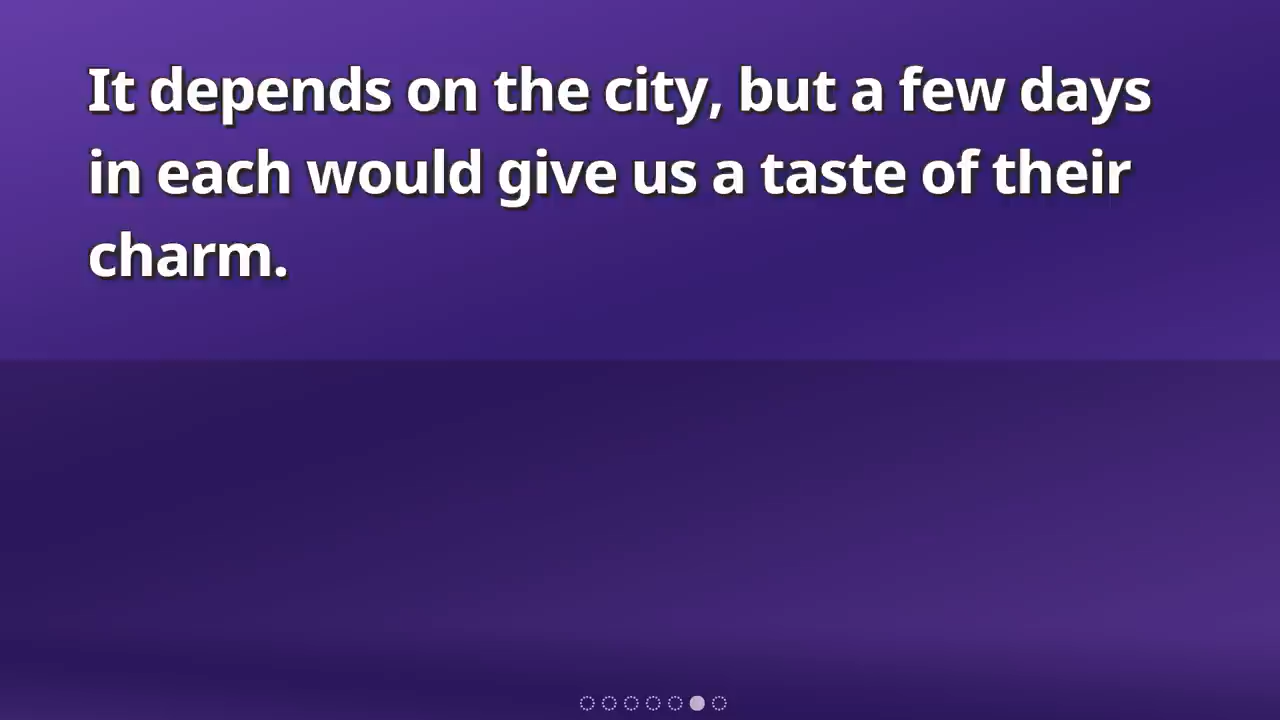 It depends on the city, but a few days
in each would give us a taste of their
charm.